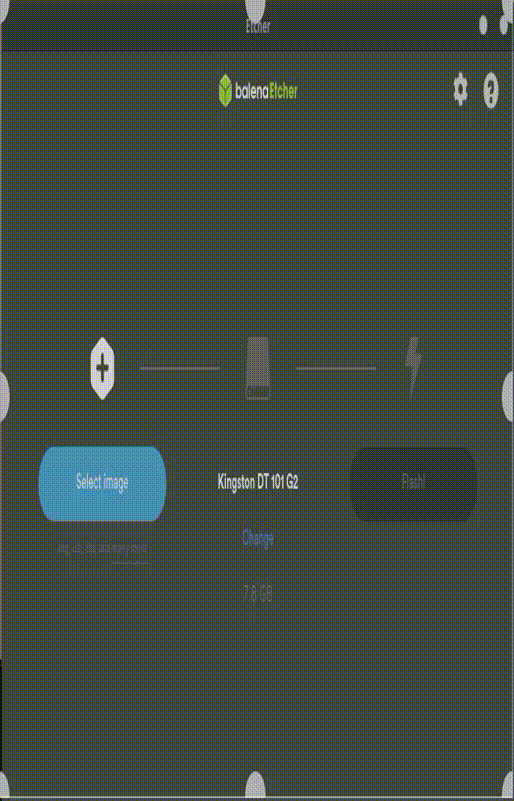 Etcher
balenaEtcher
Select image
Kingston DT 101 G2
Flash!
.img, .iso, .zip, and many more
Change
7.8 GB